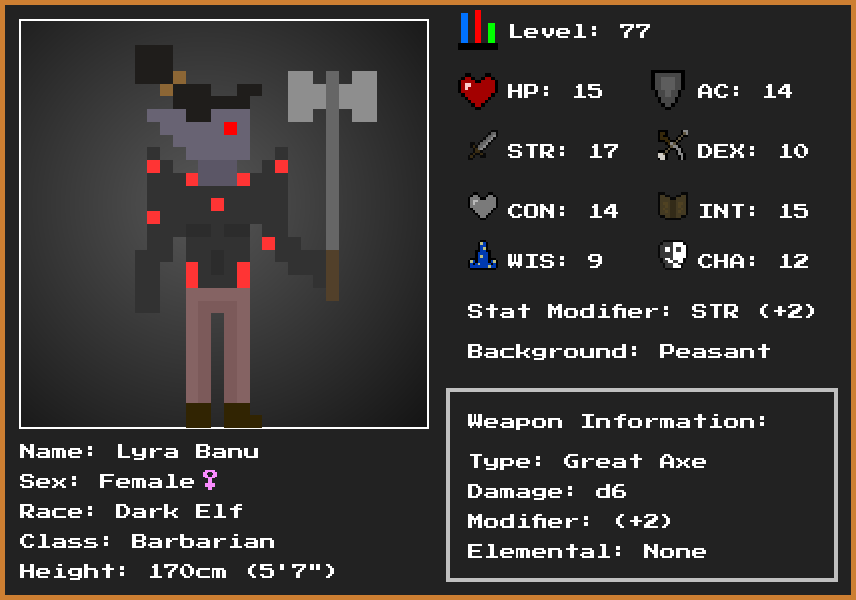 Level: 77
HP: 15
AC: 14
STR: 17
DEX: 10
CON: 14
INT: 15
WIS: 9
CHA: 12
Stat Modifier: STR (+2)
Background: Peasant
Weapon Information:
Type: Great Axe
Damage: d6
Modifier: (+2)
Elemental: None
Name: Lyra Banu
Sex: Female♀
Race: Dark Elf
Class: Barbarian
Height: 170cm (5'7")